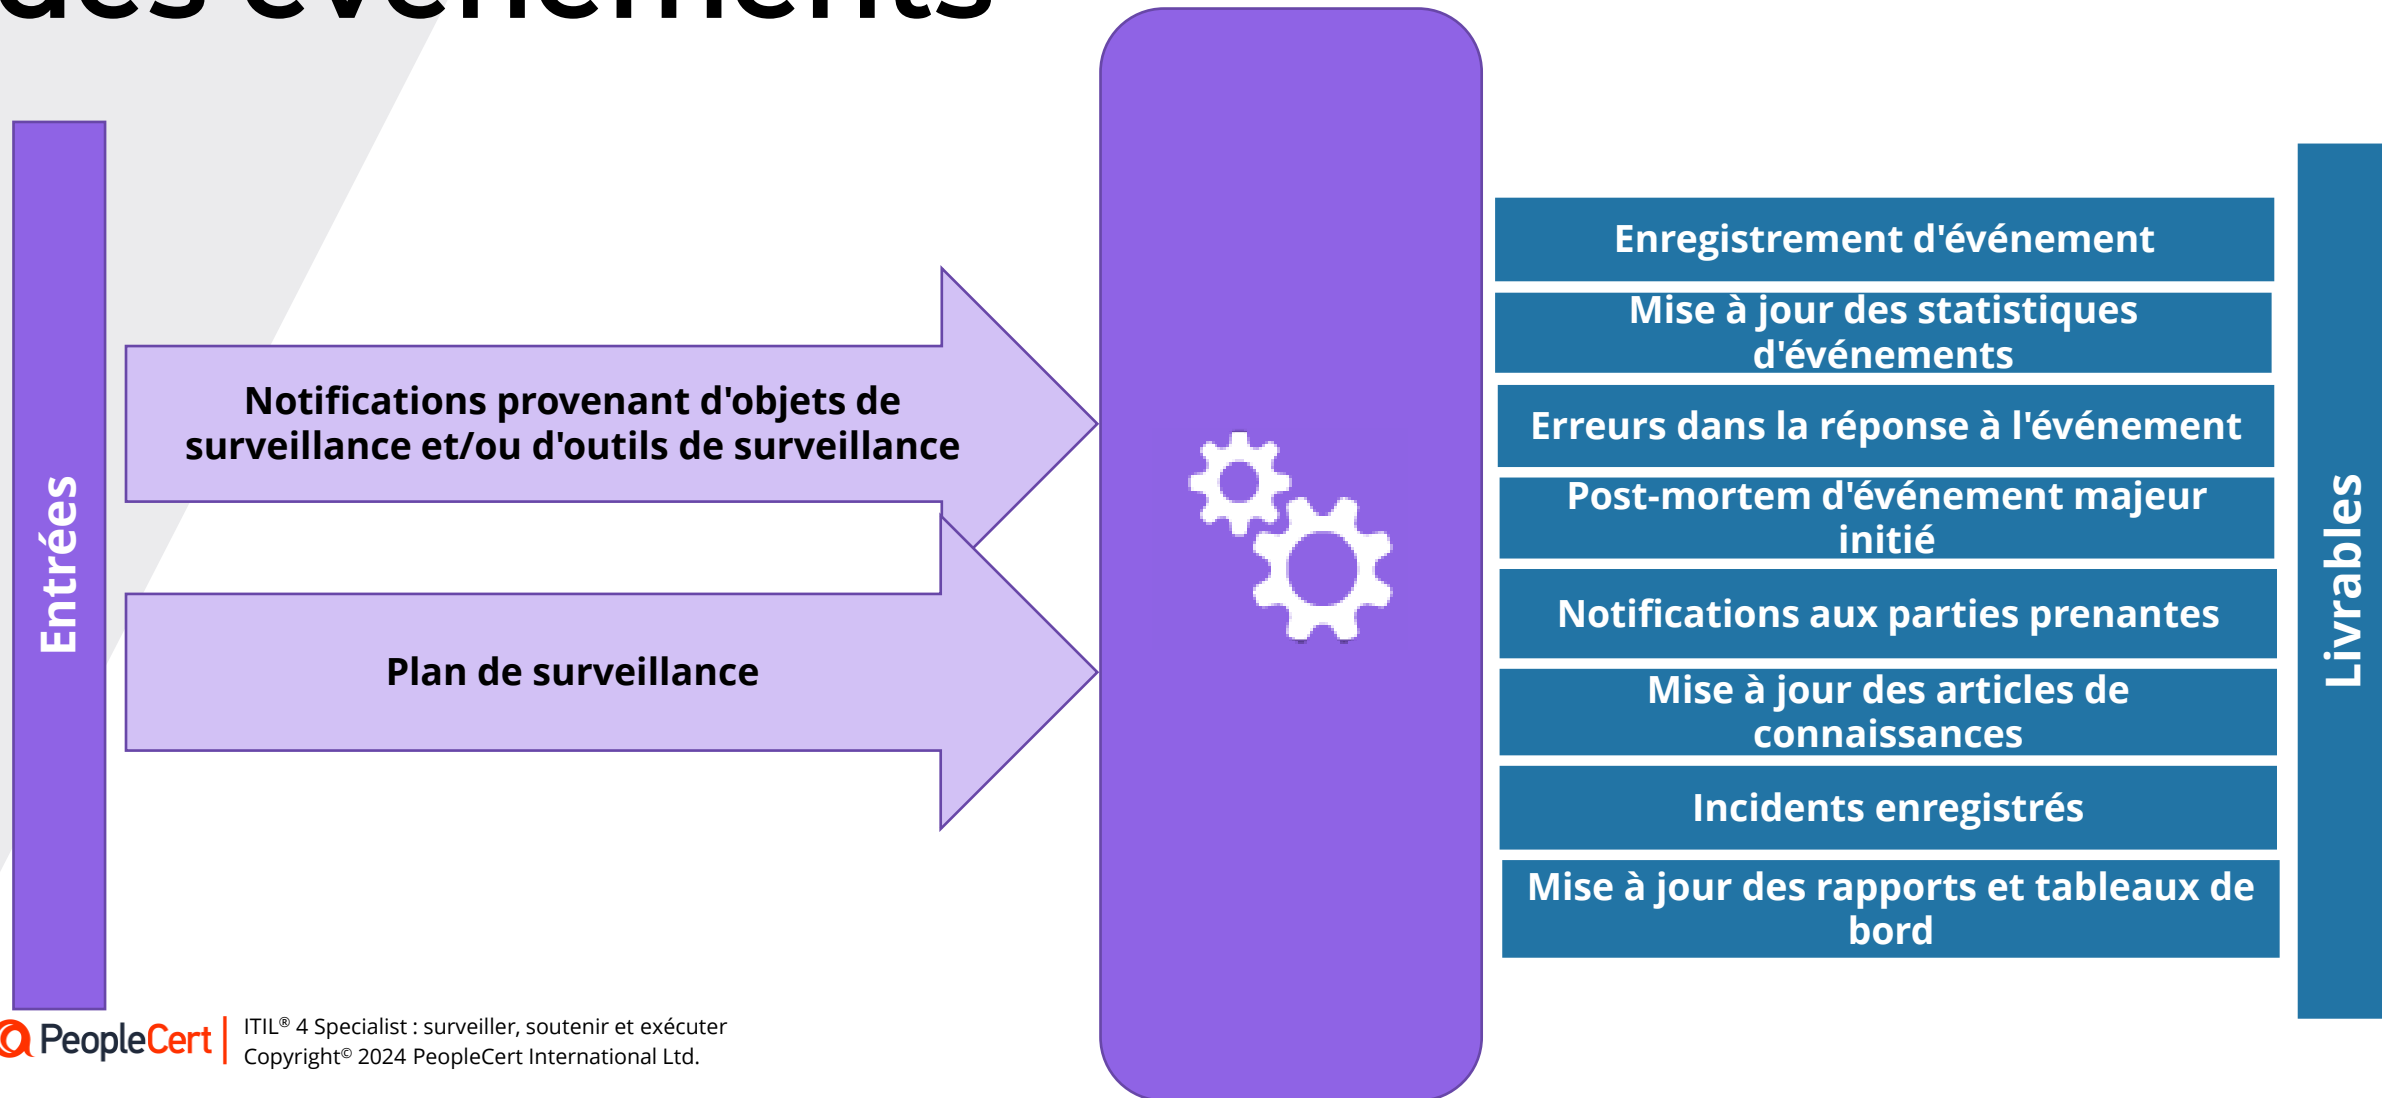 des événements
Entrées
Notifications provenant d'objets de
surveillance et/ou d'outils de surveillance
Plan de surveillance
Enregistrement d'événement
Mise à jour des statistiques
d'événements
Erreurs dans la réponse à l'événement
Post-mortem d'événement majeur
initié
Notifications aux parties prenantes
Mise à jour des articles de
connaissances
Incidents enregistrés
Mise à jour des rapports et tableaux de
bord
Livrables
PeopleCert
ITIL® 4 Specialist : surveiller, soutenir et exécuter
Copyright© 2024 PeopleCert International Ltd.